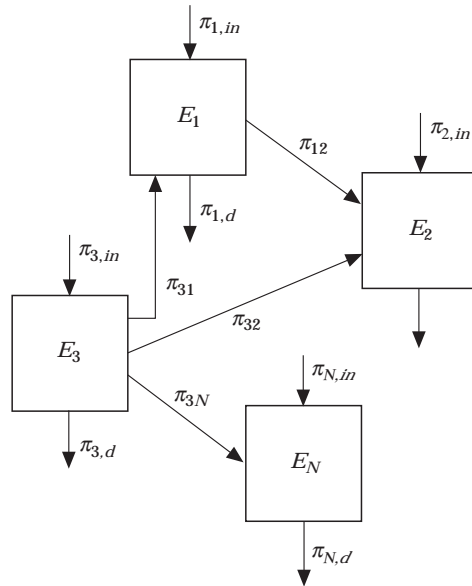 π1,in
E1
π12
π2,in
E2
π1,d
π3,in
π31
π32
E3
π3N
πN,in
π3,d
EN
πN,d